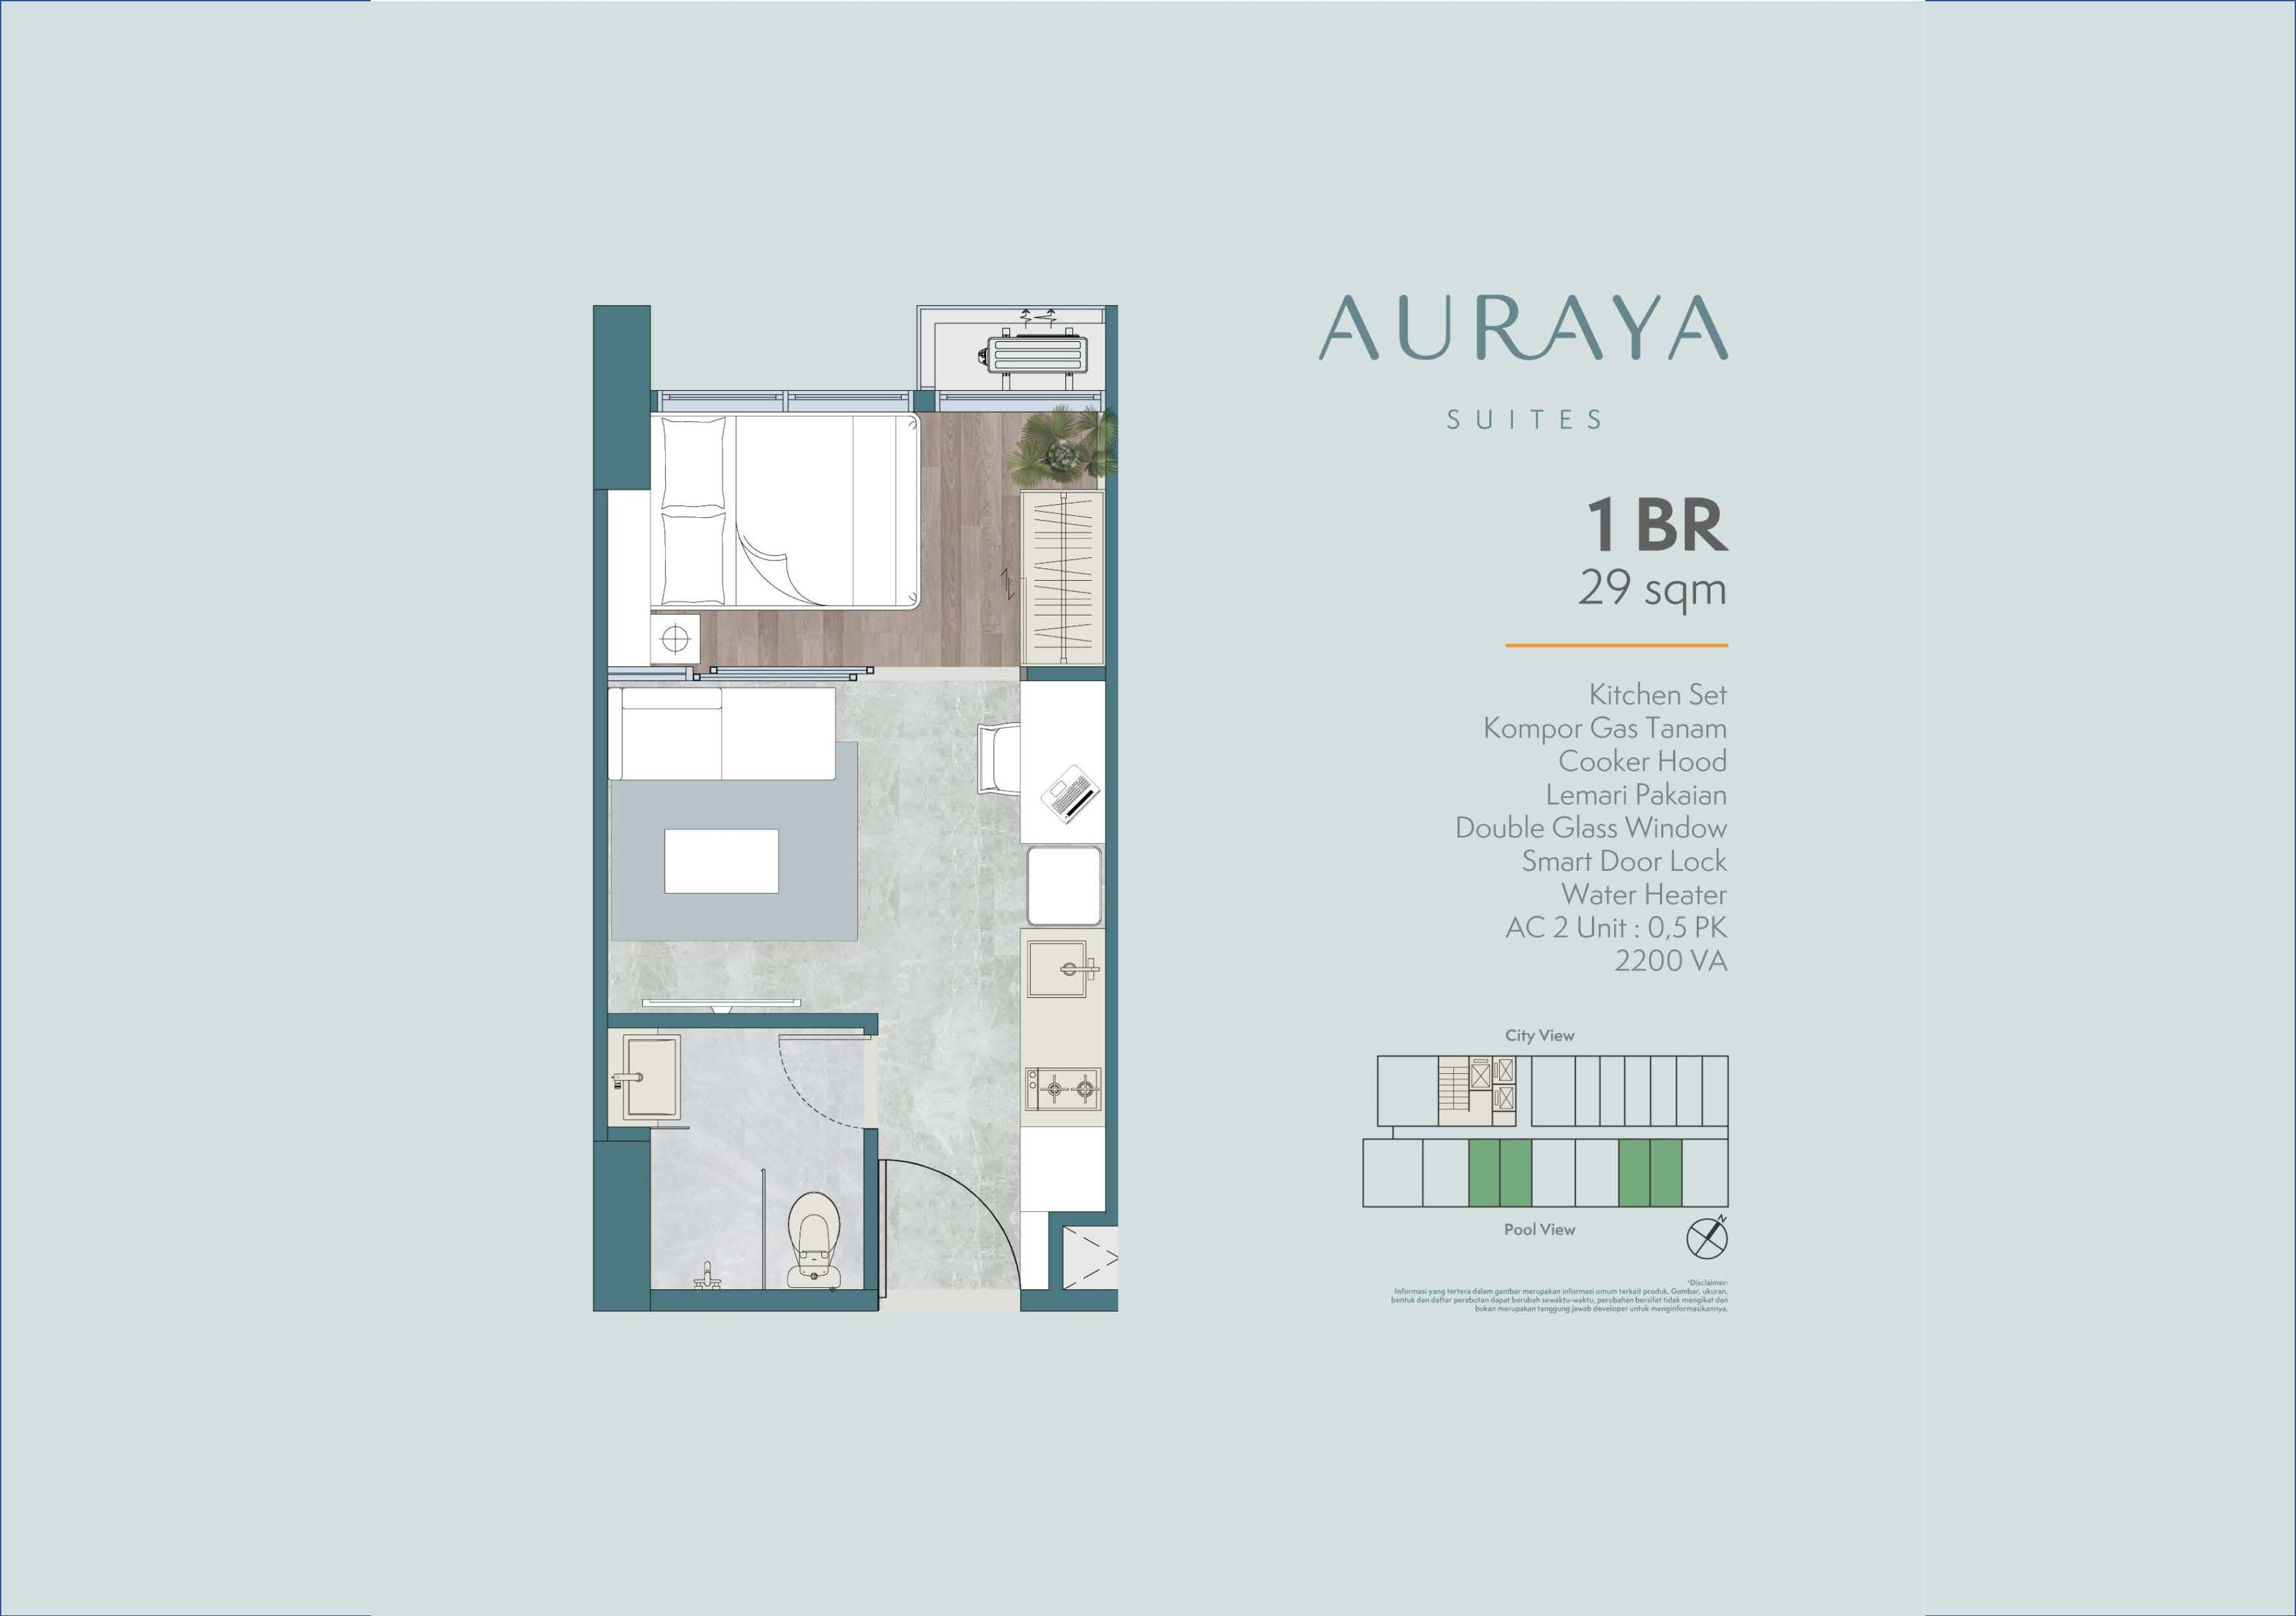 AURAYA
SUITES
1 BR
29 sqm
Kitchen Set
Kompor Gas Tanam
Cooker Hood
Lemari Pakaian
Double Glass Window
Smart Door Lock
Water Heater
AC 2 Unit : 0,5 PK
2200 VA
City View
Pool View
N
*Disclaimer:
Informasi yang tertera dalam gambar merupakan informasi umum terkait produk. Gambar, ukuran,
bentuk dan daftar perabotan dapat berubah sewaktu-waktu, perubahan bersifat tidak mengikat dan
bukan merupakan tanggung jawab developer untuk menginformasikannya.